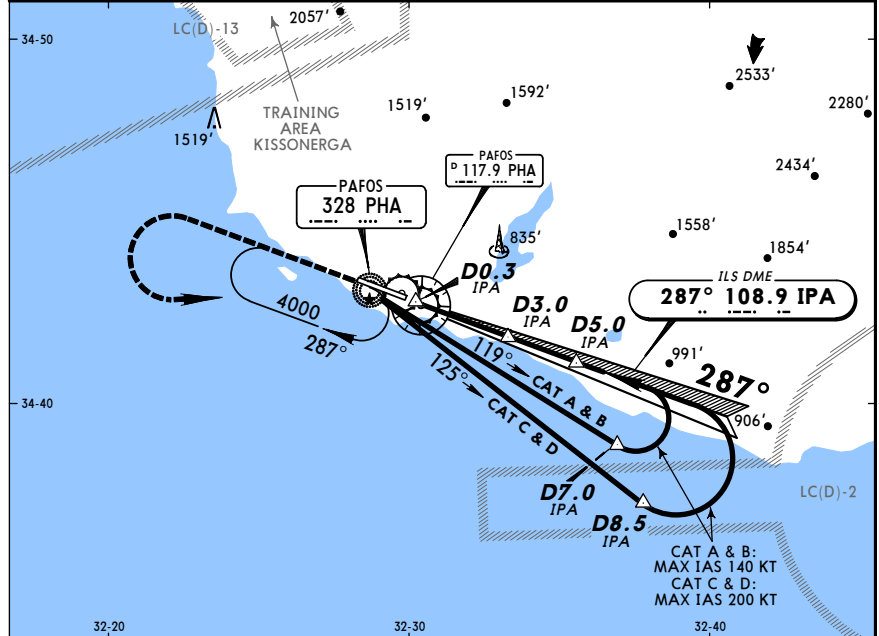 2057'
LC(D)-13
34-50
2533'
1519'
1592'
2280'
TRAINING
AREA
KISSONERGA
1519'
PAFOS
D 117.9 PHA
2434'
PAFOS
328 PHA
835'
1558'
1854'
D0.3
IPA
ILS DME
287° 108.9 IPA
D3.0
IPA
D5.0
IPA
4000
287°
991'
287°
119° CAT A & B
125° CAT C & D
34-40
906'
D7.0
IPA
LC(D)-2
D8.5
IPA
CAT A & B:
MAX IAS 140 KT
CAT C & D:
MAX IAS 200 KT
32-20
32-30
32-40